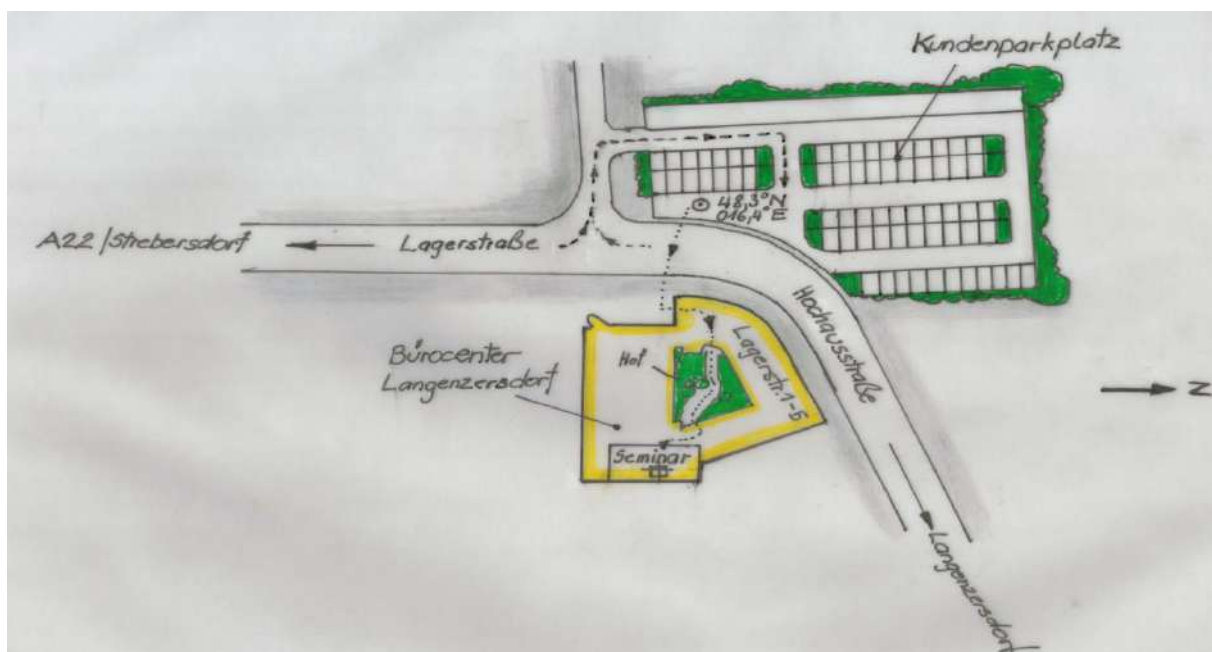 Kundenparkplatz
48,3°N
016,4°E
A22/Strebersdorf
Lagerstraße
Hochausstraße
Lagerstr. 1-5
Hof
Bürocenter
Langenzersdorf
N
Seminar
Langenzersdorf